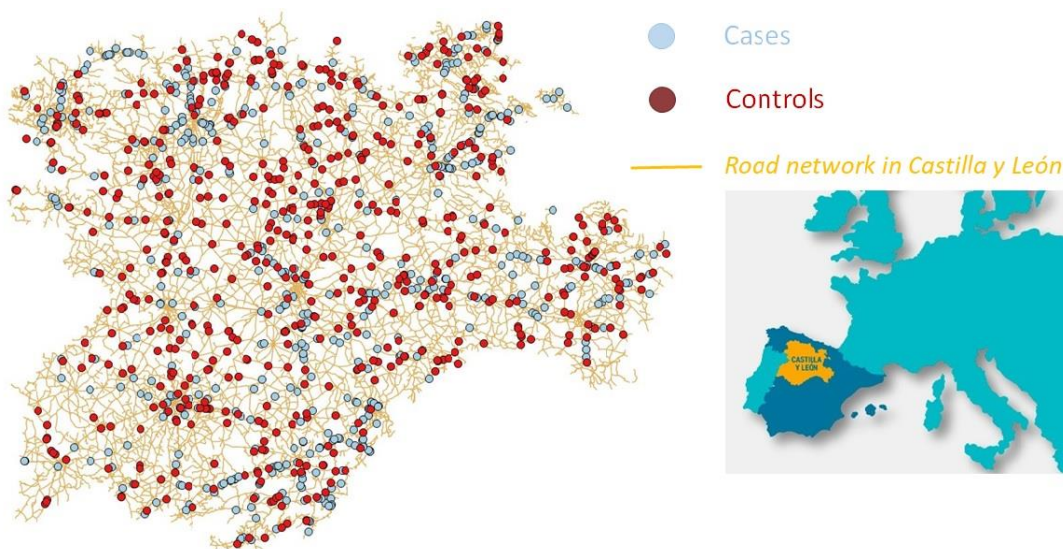 Cases
Controls
Road network in Castilla y León
CASTILLA
Y LEÓN